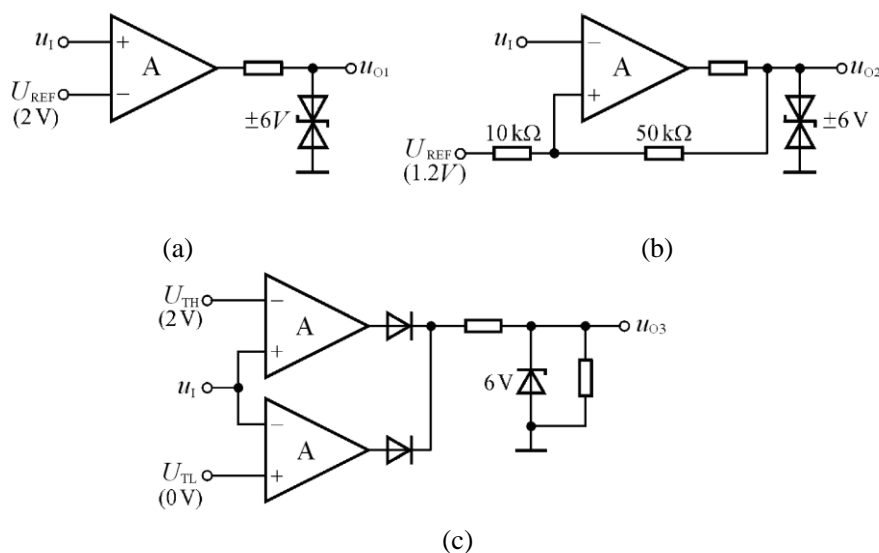 u_I + A − U_REF (2 V) u_O1 ±6V
u_I − A + u_O2 10 kΩ 50 kΩ U_REF (1.2V) ±6 V
(a) (b)
U_TH (2 V) − A +
u_O3
u_I
6 V
− A +
U_TL (0 V)
(c)